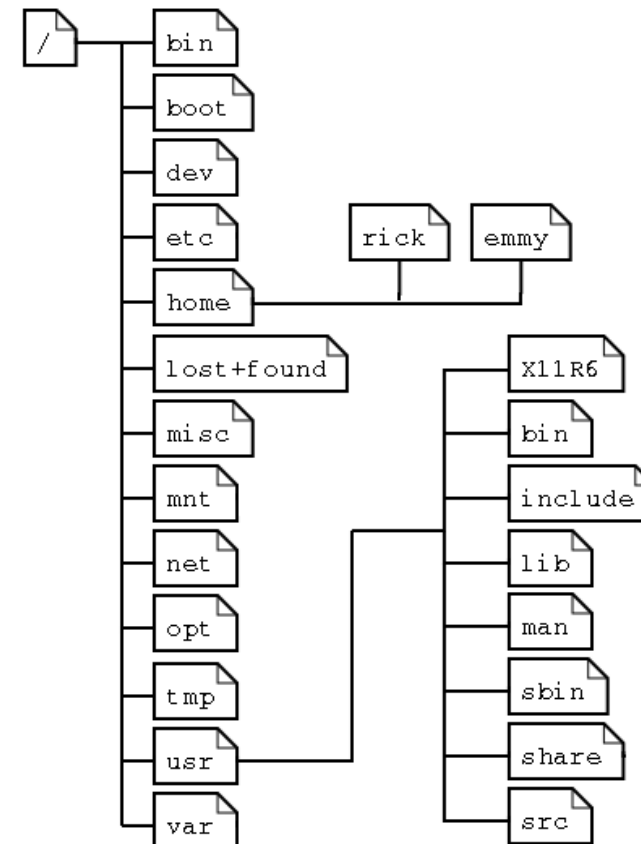 /
bin
boot
dev
etc
rick
emmy
home
lost+found
misc
mnt
net
opt
tmp
usr
var
X11R6
bin
include
lib
man
sbin
share
src